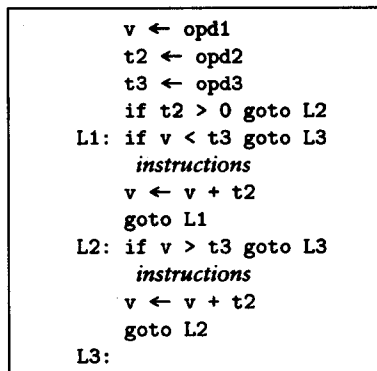 v ← opd1
t2 ← opd2
t3 ← opd3
if t2 > 0 goto L2
L1: if v < t3 goto L3
instructions
v ← v + t2
goto L1
L2: if v > t3 goto L3
instructions
v ← v + t2
goto L2
L3: